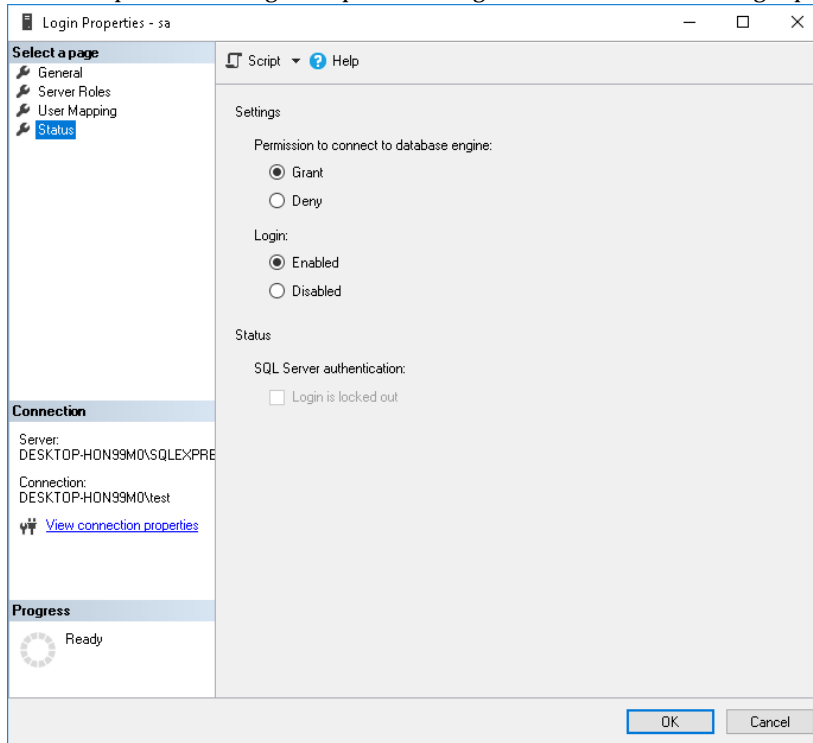 Login Properties - sa
Select a page
General
Server Roles
User Mapping
Status
Script
Help
Settings
Permission to connect to database engine:
Grant
Deny
Login:
Enabled
Disabled
Status
SQL Server authentication:
Login is locked out
Connection
Server:
DESKTOP-HON99M0\SQLEXPRE
Connection:
DESKTOP-HON99M0\test
View connection properties
Progress
Ready
OK
Cancel